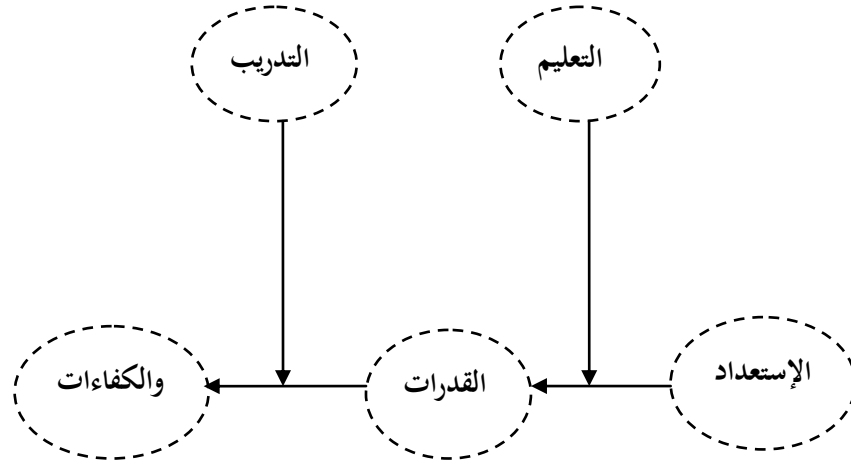 التعليم
التدريب
الإستعداد
القدرات
والكفاءات